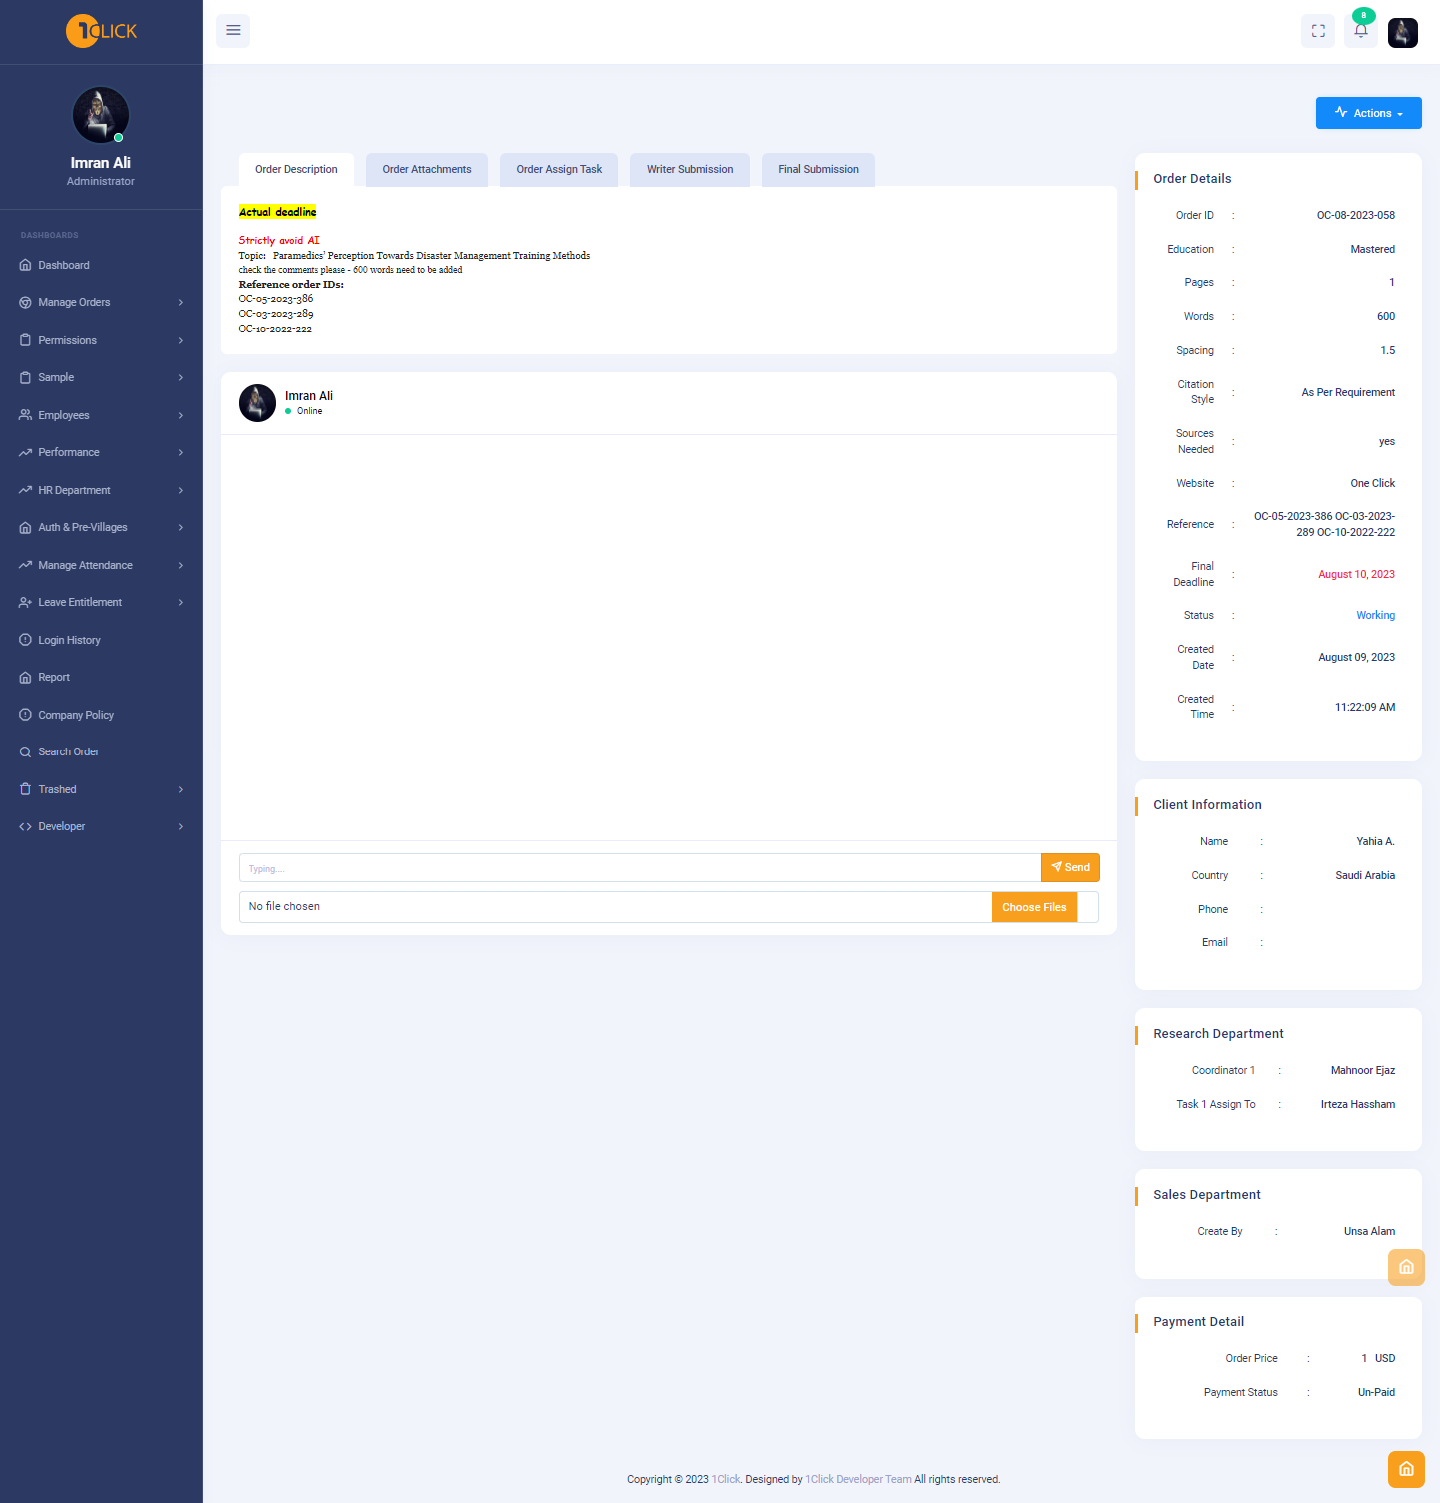 1CLICK
8
Imran Ali
Administrator
DASHBOARDS
Dashboard
Manage Orders
Permissions
Sample
Employees
Performance
HR Department
Auth & Pre-Villages
Manage Attendance
Leave Entitlement
Login History
Report
Company Policy
Search Order
Trashed
Developer
Actions
Order Description
Order Attachments
Order Assign Task
Writer Submission
Final Submission
Actual deadline
Strictly avoid AI
Topic: Paramedics' Perception Towards Disaster Management Training Methods
check the comments please - 600 words need to be added
Reference order IDs:
OC-05-2023-386
OC-03-2023-289
OC-10-2022-222
Imran Ali
Online
Typing....
Send
No file chosen
Choose Files
Order Details
Order ID : OC-08-2023-058
Education : Mastered
Pages : 1
Words : 600
Spacing : 1.5
Citation
Style : As Per Requirement
Sources
Needed : yes
Website : One Click
Reference : OC-05-2023-386 OC-03-2023-
289 OC-10-2022-222
Final
Deadline : August 10, 2023
Status : Working
Created
Date : August 09, 2023
Created
Time : 11:22:09 AM
Client Information
Name : Yahia A.
Country : Saudi Arabia
Phone :
Email :
Research Department
Coordinator 1 : Mahnoor Ejaz
Task 1 Assign To : Irteza Hassham
Sales Department
Create By : Unsa Alam
Payment Detail
Order Price : 1 USD
Payment Status : Un-Paid
Copyright © 2023 1Click. Designed by 1Click Developer Team All rights reserved.